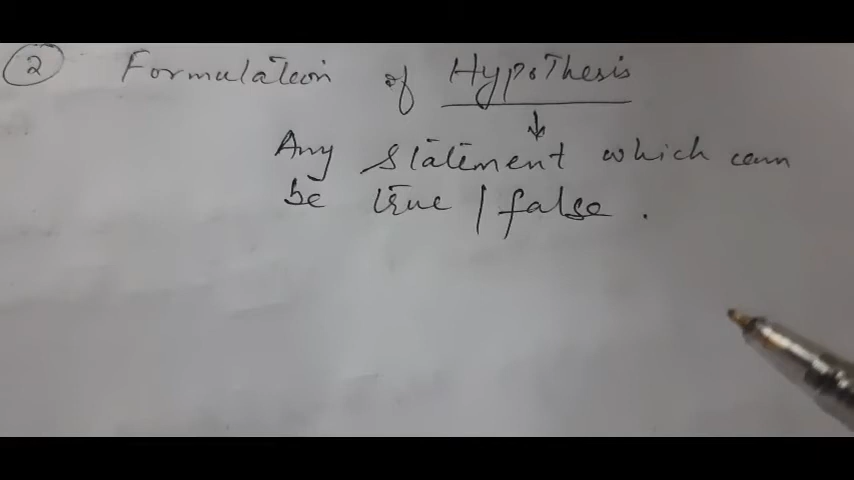 2 Formulation of Hypothesis
Any statement which can
be true / false.